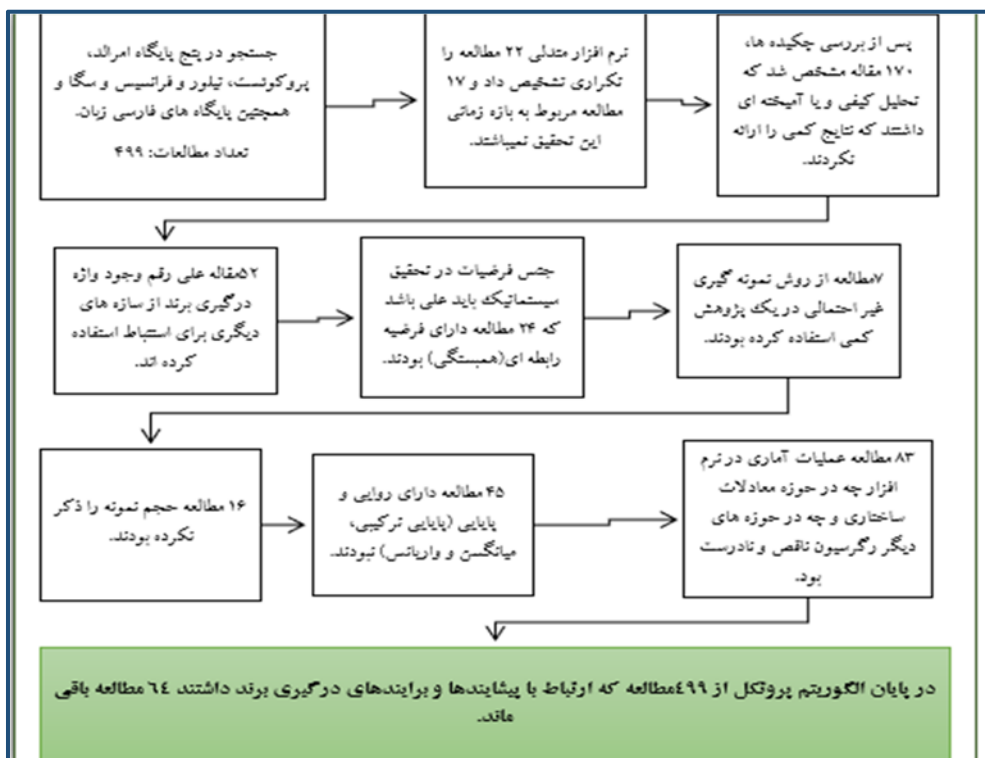 جستجو در پنج پایگاه امرالد،
پروکوئست، تیلور و فرانسیس و سگا و
همچنین پایگاه های فارسی زبان.
تعداد مطالعات: ۴۹۹
نرم افزار متدلی ۲۲ مطالعه را
تکراری تشخیص داد و ۱۷
مطالعه مربوط به بازه زمانی
این تحقیق نمیباشند.
پس از بررسی چکیده ها،
۱۷۰ مقاله مشخص شد که
تحلیل کیفی و یا آمیخته ای
داشتند که نتایج کمی را ارائه
نکردند.
۵۲مقاله علی رقم وجود واژه
درگیری برند از سازه های
دیگری برای استنباط استفاده
کرده اند.
جنس فرضیات در تحقیق
سیستماتیک باید علی باشد
که ۲۴ مطالعه دارای فرضیه
رابطه ای(همبستگی) بودند.
۷مطالعه از روش نمونه گیری
غیر احتمالی در یک پژوهش
کمی استفاده کرده بودند.
۱۶ مطالعه حجم نمونه را ذکر
نکرده بودند.
۴۵ مطالعه دارای روایی و
پایایی (پایایی ترکیبی،
میانگسن و واریانس) نبودند.
۸۳ مطالعه عملیات آماری در نرم
افزار چه در حوزه معادلات
ساختاری و چه در حوزه های
دیگر رگرسیون ناقص و نادرست
بود.
در پایان الگوریتم پروتکل از ٤٩٩مطالعه که ارتباط با پیشایندها و برایندهای درگیری برند داشتند ٦٤ مطالعه باقی
ماند.